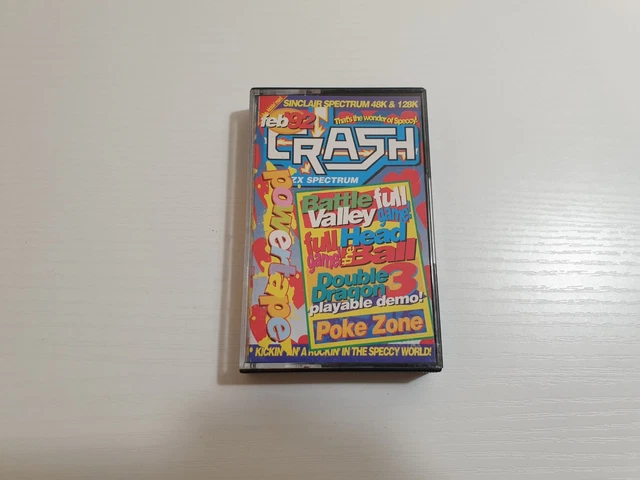 SINCLAIR SPECTRUM 48K & 128K
feb 92
That's the wonder of Speccy!
CRASH
ZX SPECTRUM
powertape
Battle Valley full game!
full game! Head the Ball
Double Dragon 3
playable demo!
Poke Zone
KICKIN' AN' A ROCKIN' IN THE SPECCY WORLD!